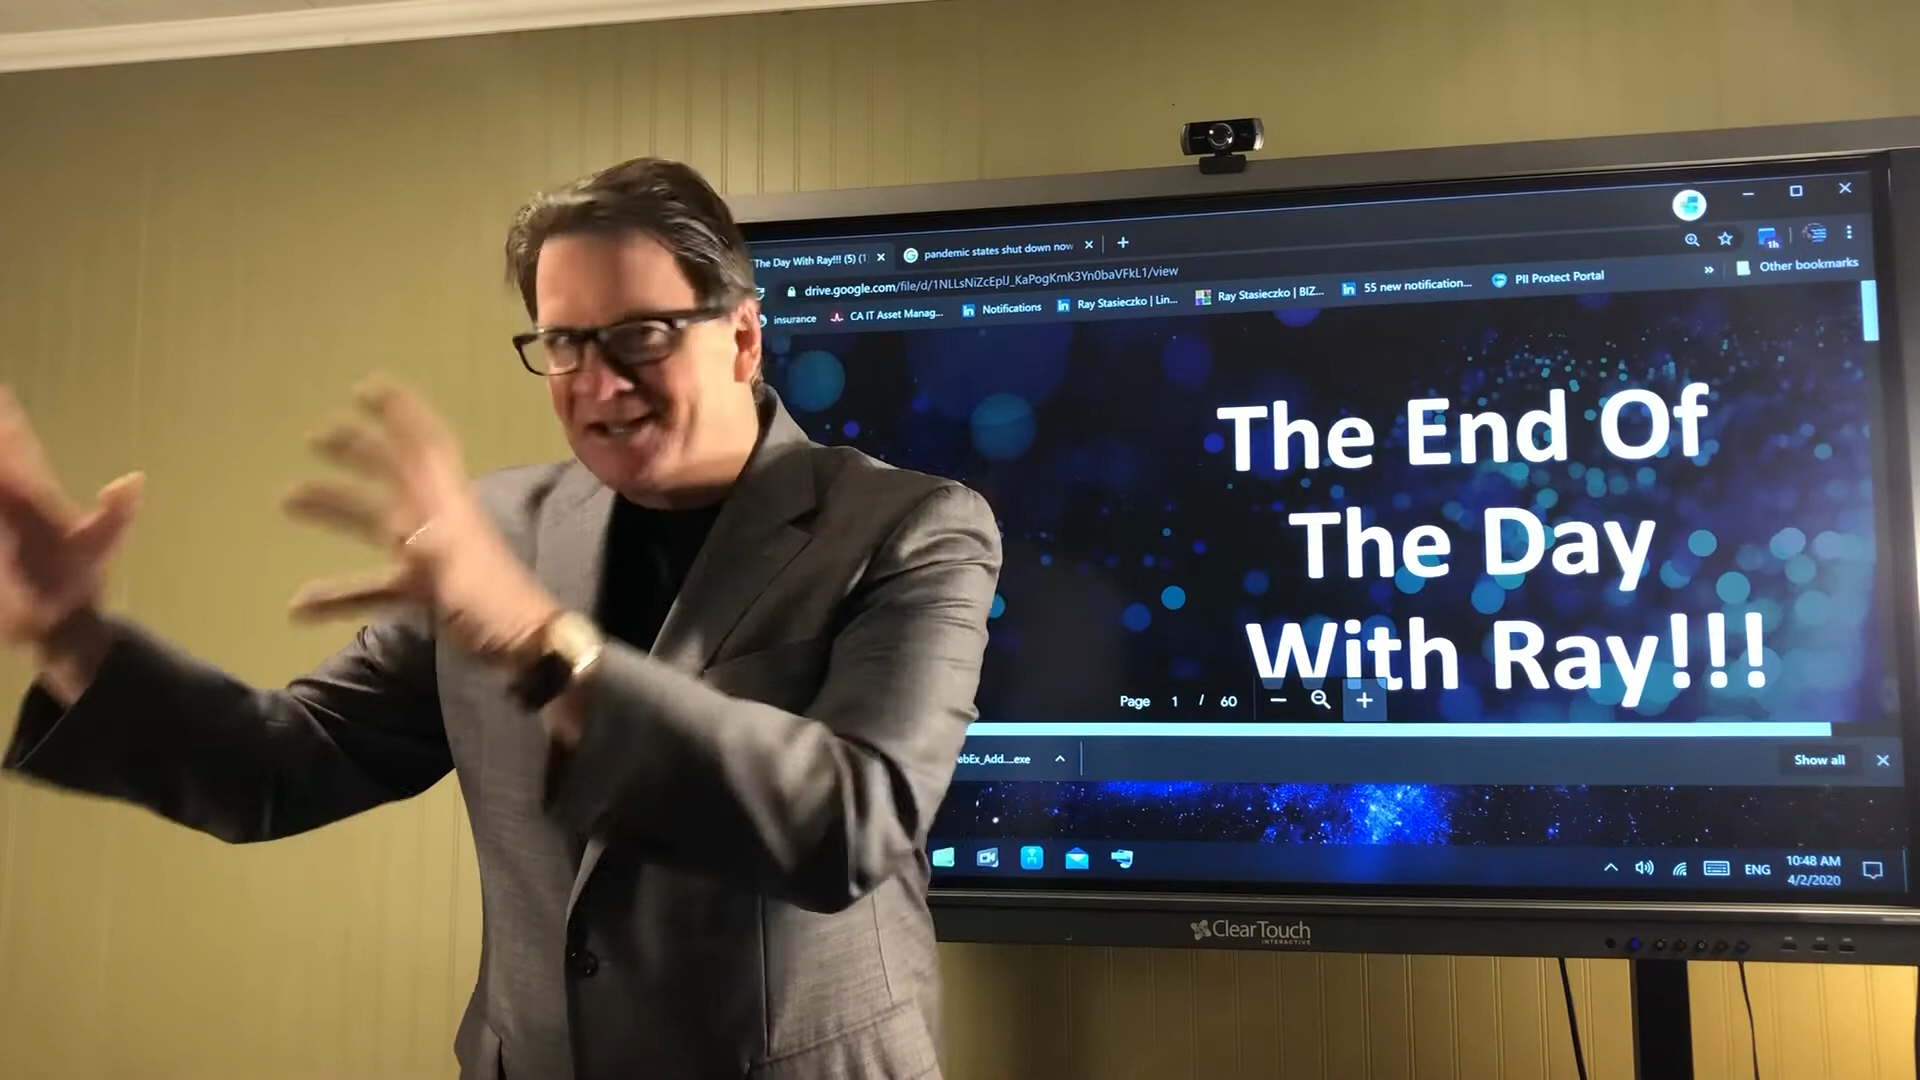 The Day With Ray!!! (5) (1
pandemic states shut down now
drive.google.com/file/d/1NLLsNiZcEplJ_KaPogKmK3Yn0baVFkL1/view
1h
insurance
CA IT Asset Manag...
Notifications
Ray Stasieczko | Lin...
Ray Stasieczko | BIZ...
55 new notification...
PII Protect Portal
Other bookmarks
The End Of
The Day
With Ray!!!
Page 1 / 60
ebEx_Add....exe
Show all
ENG
10:48 AM
4/2/2020
ClearTouch
INTERACTIVE